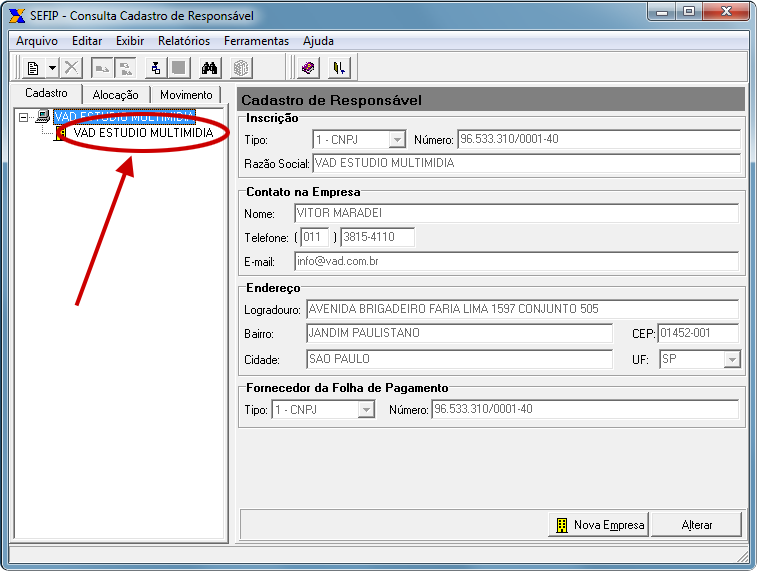 SEFIP - Consulta Cadastro de Responsável
Arquivo Editar Exibir Relatórios Ferramentas Ajuda
Cadastro Alocação Movimento
VAD ESTUDIO MULTIMIDIA
VAD ESTUDIO MULTIMIDIA
Cadastro de Responsável
Inscrição
Tipo: 1 - CNPJ Número: 96.533.310/0001-40
Razão Social: VAD ESTUDIO MULTIMIDIA
Contato na Empresa
Nome: VITOR MARADEI
Telefone: ( 011 ) 3815-4110
E-mail: info@vad.com.br
Endereço
Logradouro: AVENIDA BRIGADEIRO FARIA LIMA 1597 CONJUNTO 505
Bairro: JANDIM PAULISTANO CEP: 01452-001
Cidade: SAO PAULO UF: SP
Fornecedor da Folha de Pagamento
Tipo: 1 - CNPJ Número: 96.533.310/0001-40
Nova Empresa Alterar